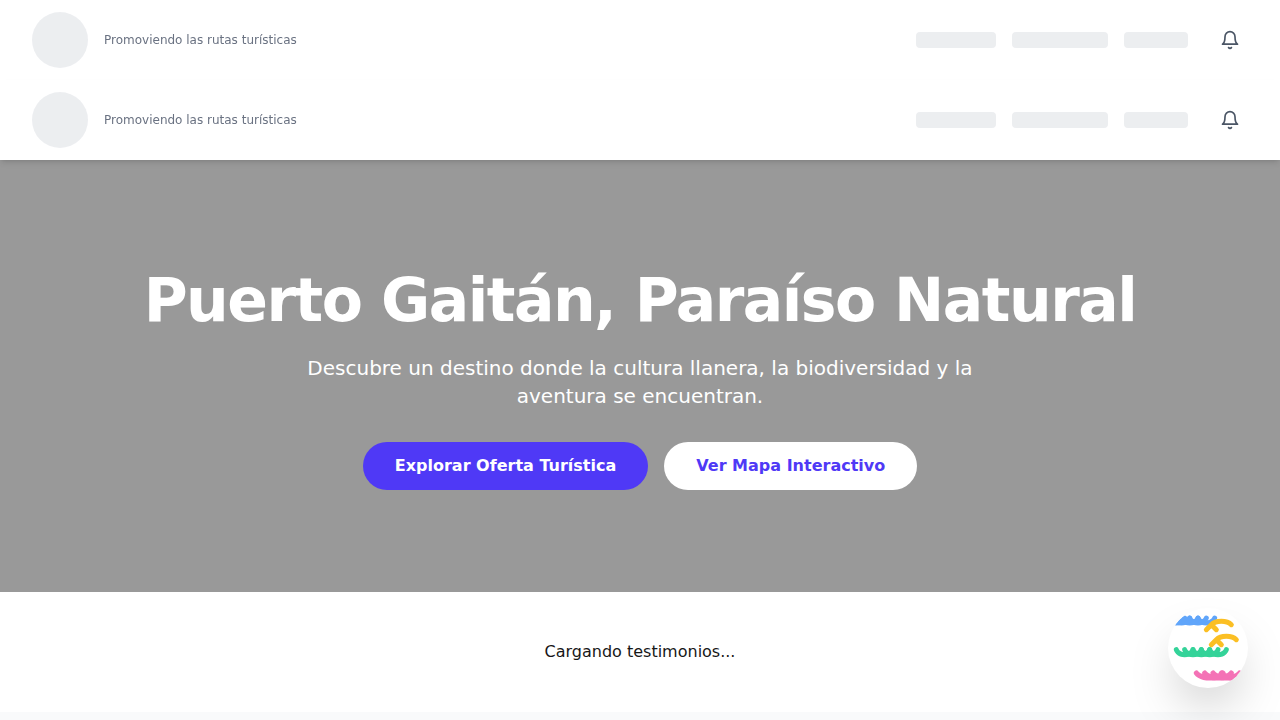 Promoviendo las rutas turísticas
Promoviendo las rutas turísticas
Puerto Gaitán, Paraíso Natural
Descubre un destino donde la cultura llanera, la biodiversidad y la
aventura se encuentran.
Explorar Oferta Turística
Ver Mapa Interactivo
Cargando testimonios...